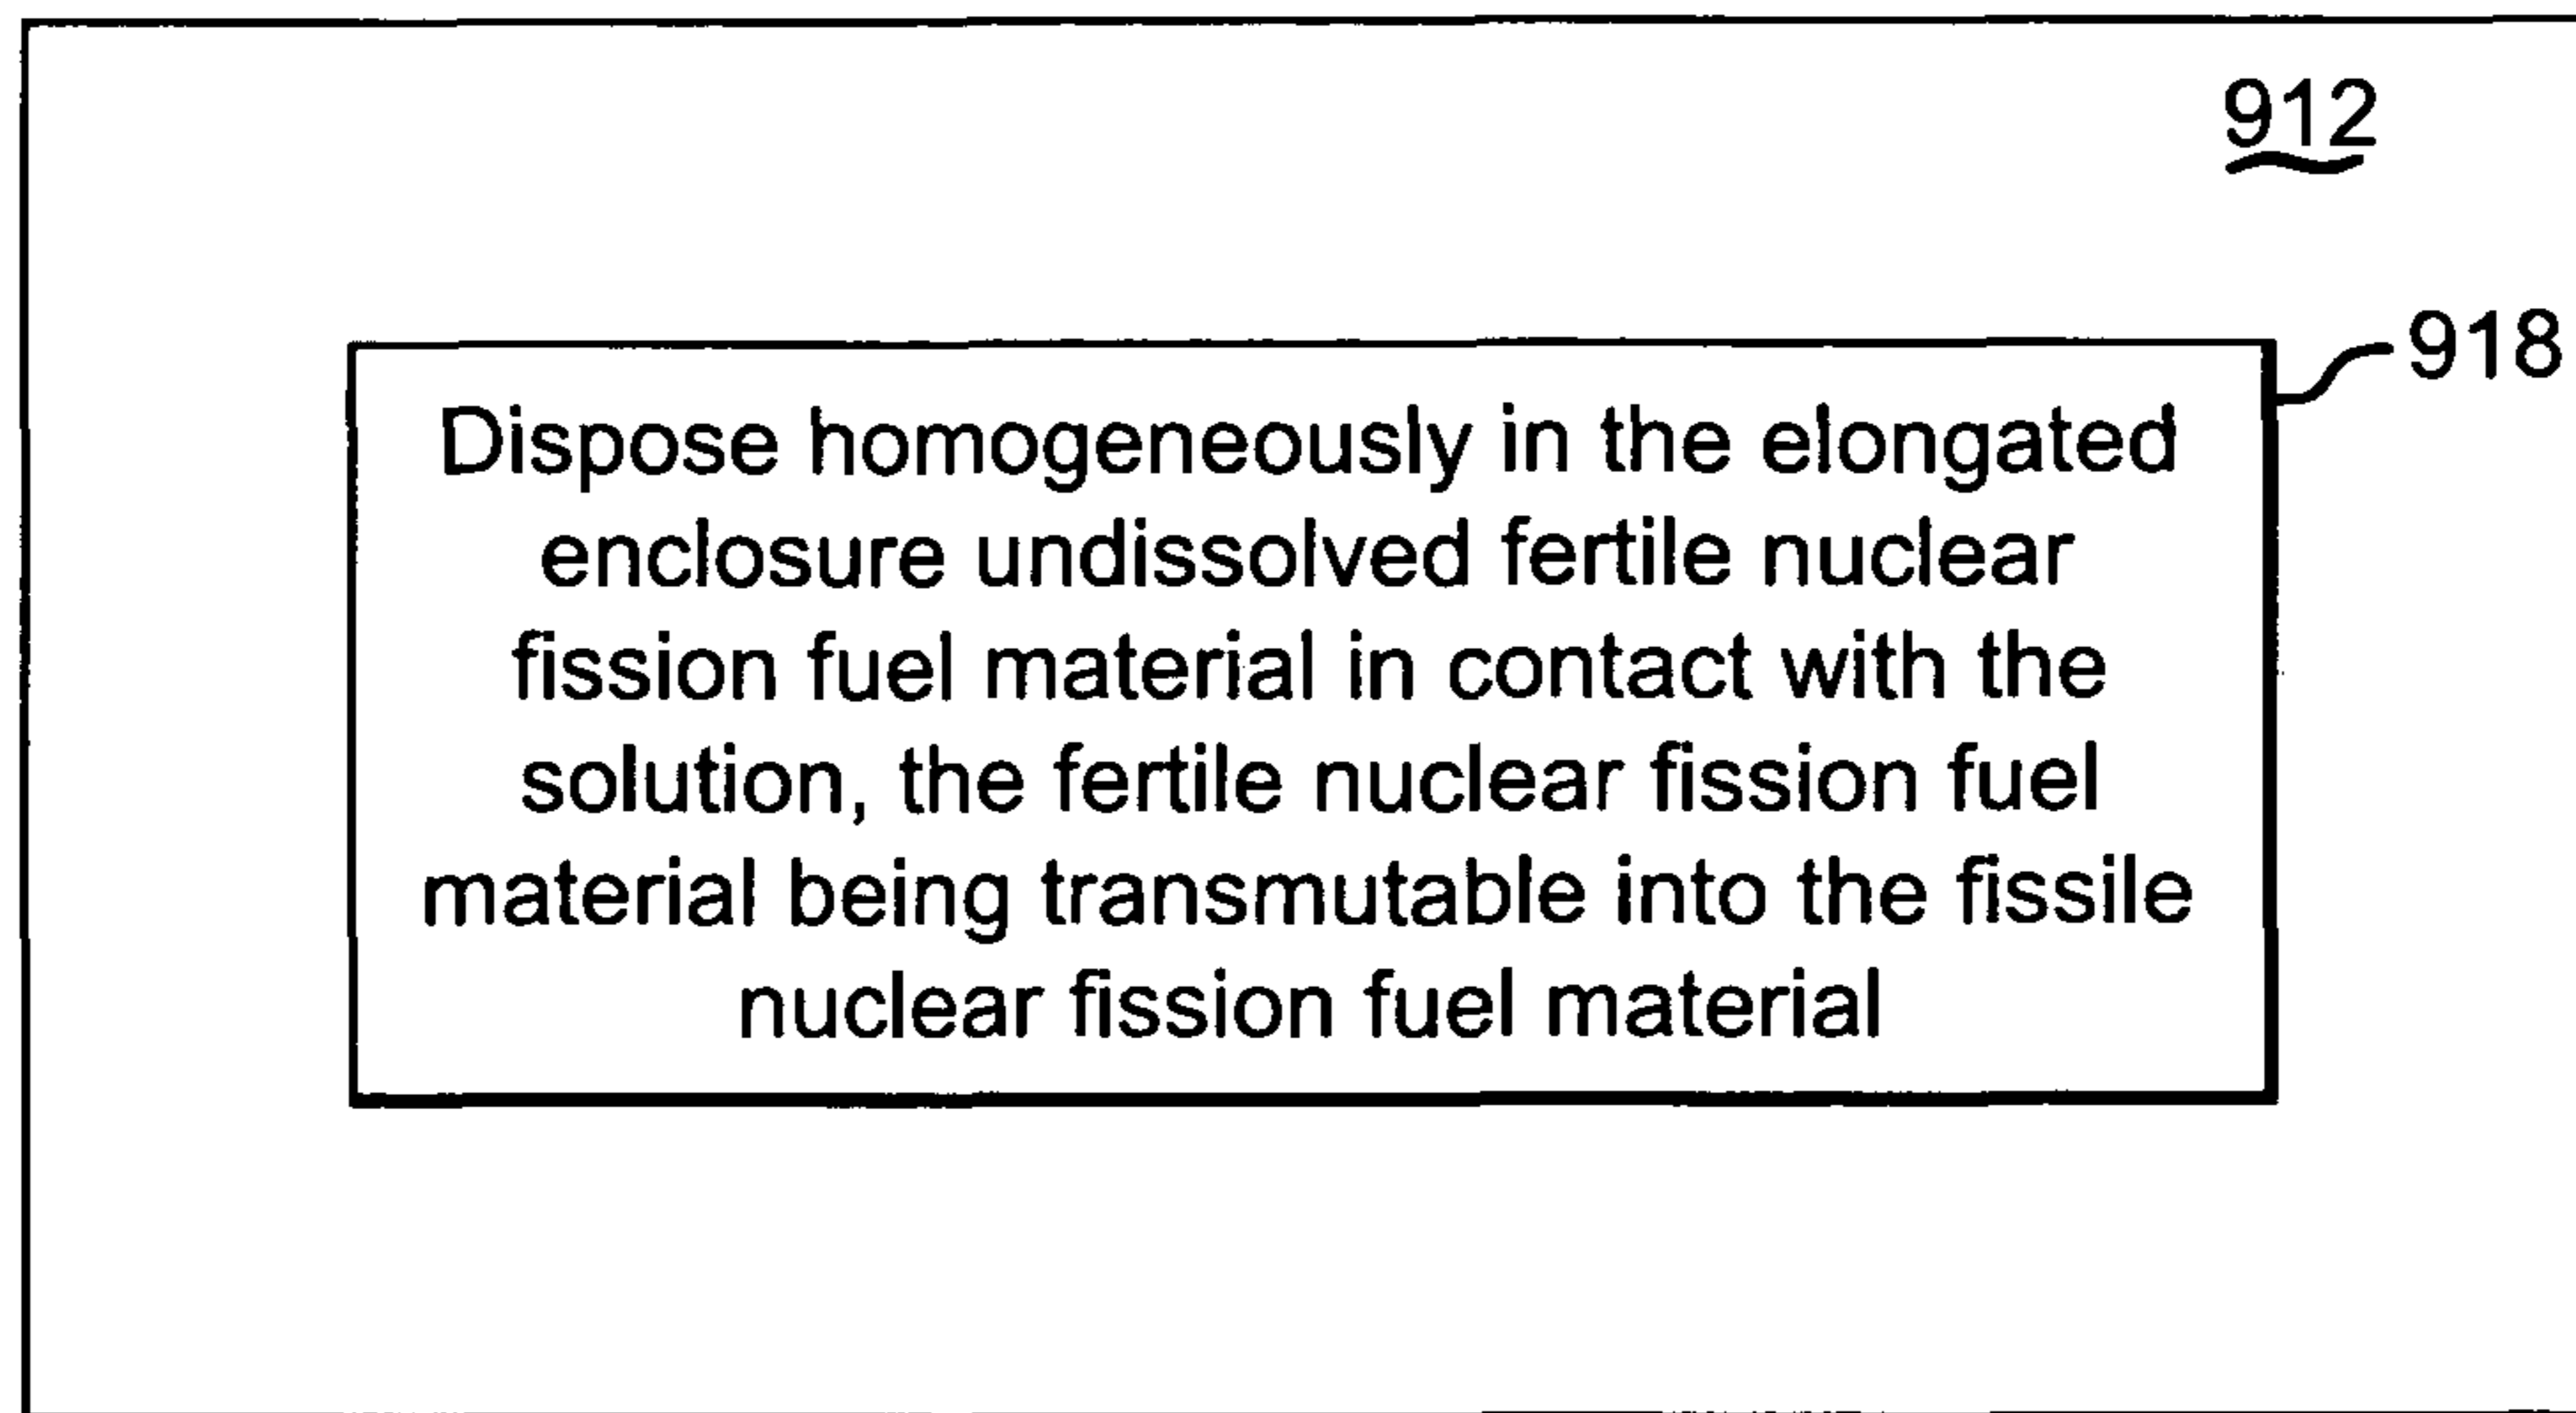 912
918
Dispose homogeneously in the elongated
enclosure undissolved fertile nuclear
fission fuel material in contact with the
solution, the fertile nuclear fission fuel
material being transmutable into the fissile
nuclear fission fuel material